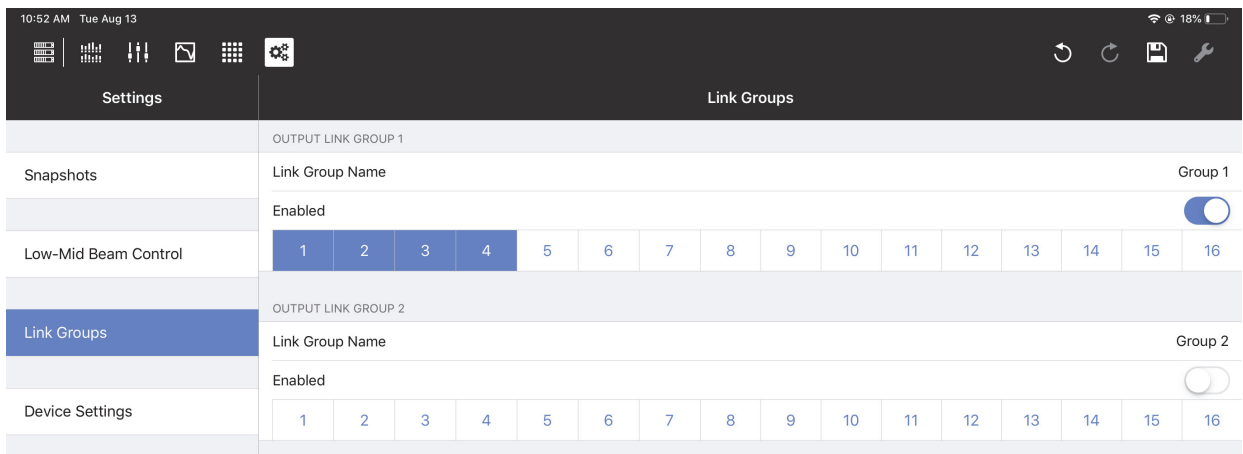 10:52 AM Tue Aug 13
18%
Settings
Link Groups
Snapshots
Low-Mid Beam Control
Link Groups
Device Settings
OUTPUT LINK GROUP 1
Link Group Name Group 1
Enabled
1 2 3 4 5 6 7 8 9 10 11 12 13 14 15 16
OUTPUT LINK GROUP 2
Link Group Name Group 2
Enabled
1 2 3 4 5 6 7 8 9 10 11 12 13 14 15 16